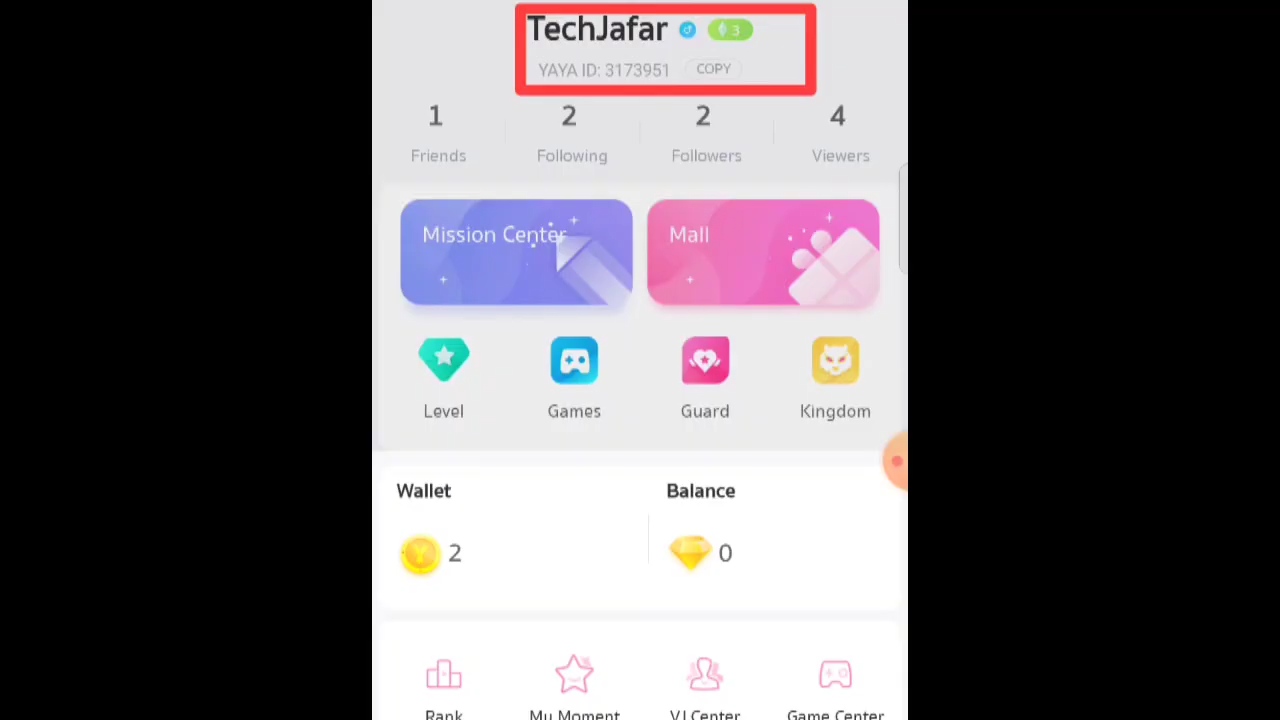 TechJafar 3
YAYA ID: 3173951 COPY
1 2 2 4
Friends Following Followers Viewers
Mission Center Mall
Level Games Guard Kingdom
Wallet Balance
2 0
Rank My Moment VJ Center Game Center